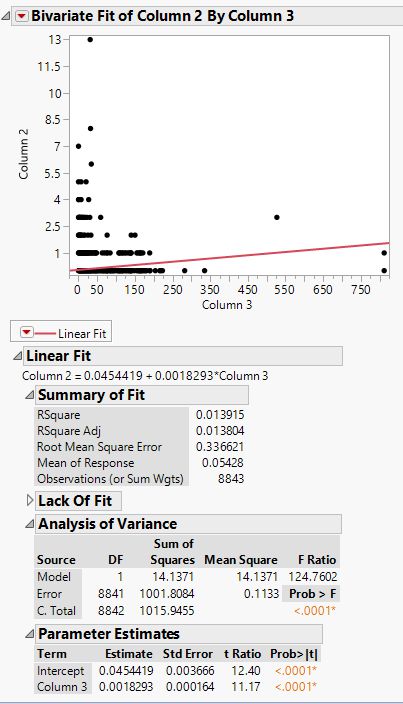 Bivariate Fit of Column 2 By Column 3
13
11.5
10
8.5
7
5.5
4
2.5
1
Column 2
0 50 150 250 350 450 550 650 750
Column 3
Linear Fit
Linear Fit
Column 2 = 0.0454419 + 0.0018293*Column 3
Summary of Fit
RSquare 0.013915
RSquare Adj 0.013804
Root Mean Square Error 0.336621
Mean of Response 0.05428
Observations (or Sum Wgts) 8843
Lack Of Fit
Analysis of Variance
Sum of
Source DF Squares Mean Square F Ratio
Model 1 14.1371 14.1371 124.7602
Error 8841 1001.8084 0.1133 Prob > F
C. Total 8842 1015.9455 <.0001*
Parameter Estimates
Term Estimate Std Error t Ratio Prob>|t|
Intercept 0.0454419 0.003666 12.40 <.0001*
Column 3 0.0018293 0.000164 11.17 <.0001*